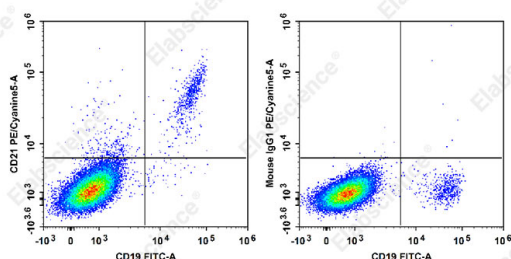 10^6
10^5
10^4
10^3
-10^3.6
CD21 PE/Cyanine5-A
-10^3 0 10^3 10^4 10^5 10^6
CD19 FITC-A
10^6
10^5
10^4
10^3
-10^3.6
Mouse IgG1 PE/Cyanine5-A
-10^3 0 10^3 10^4 10^5 10^6
CD19 FITC-A
Elabscience®
Elabscience®
Elabscience®